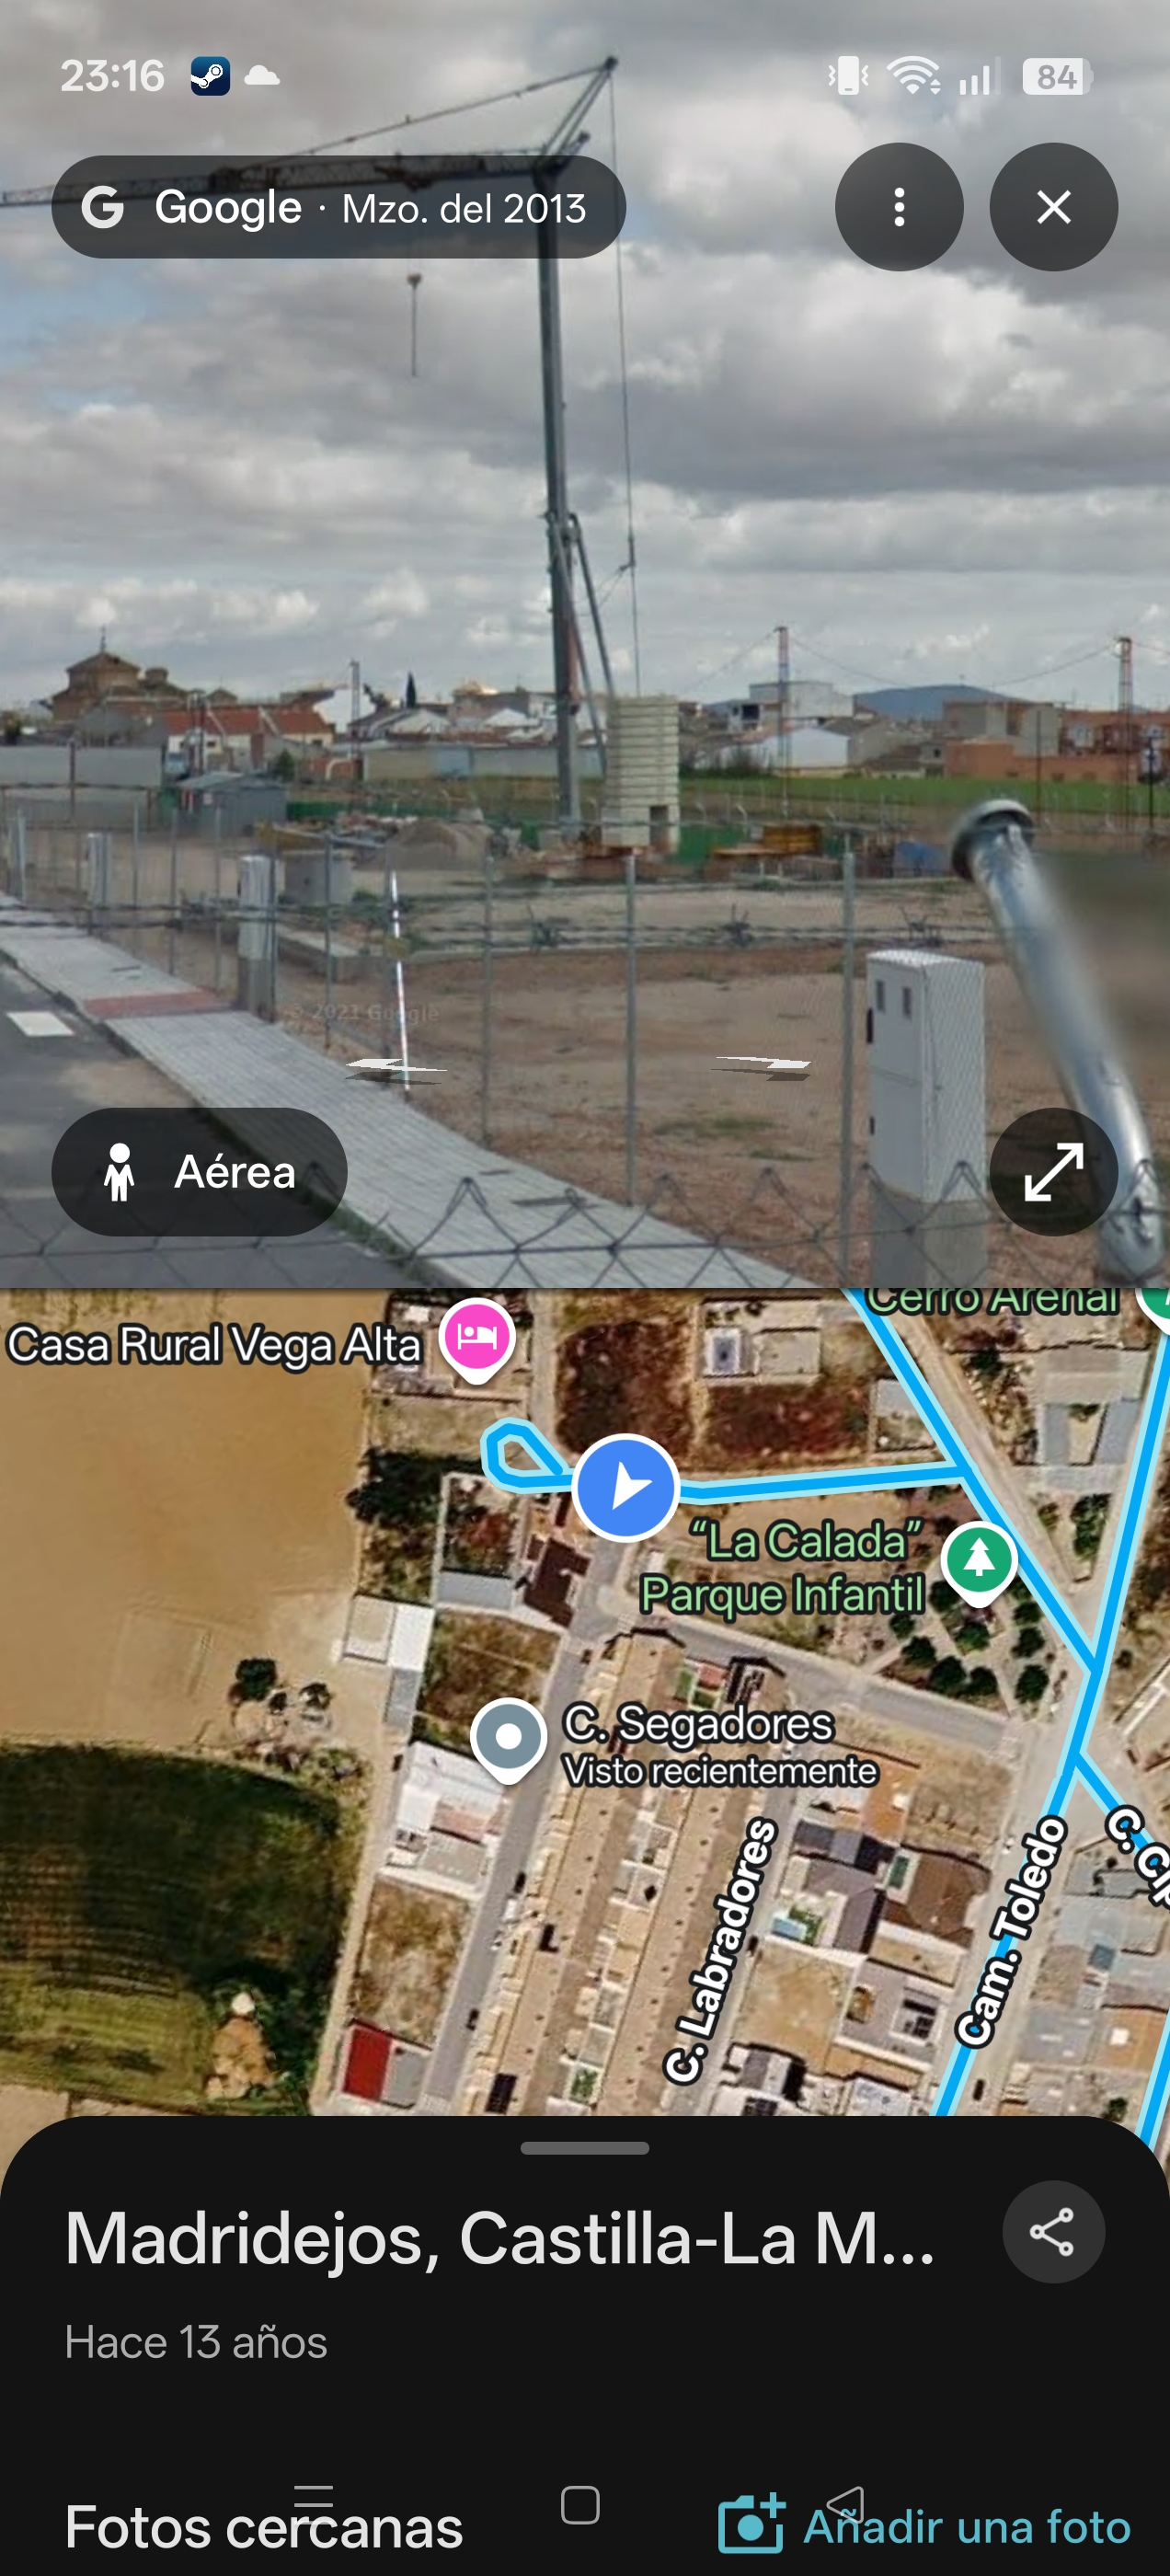 23:16
84
Google · Mzo. del 2013
© 2021 Google
Aérea
Cerro Arenal
Casa Rural Vega Alta
“La Calada”
Parque Infantil
C. Segadores
Visto recientemente
C. Labradores
Cam. Toledo
Madridejos, Castilla-La M...
Hace 13 años
Fotos cercanas
Añadir una foto